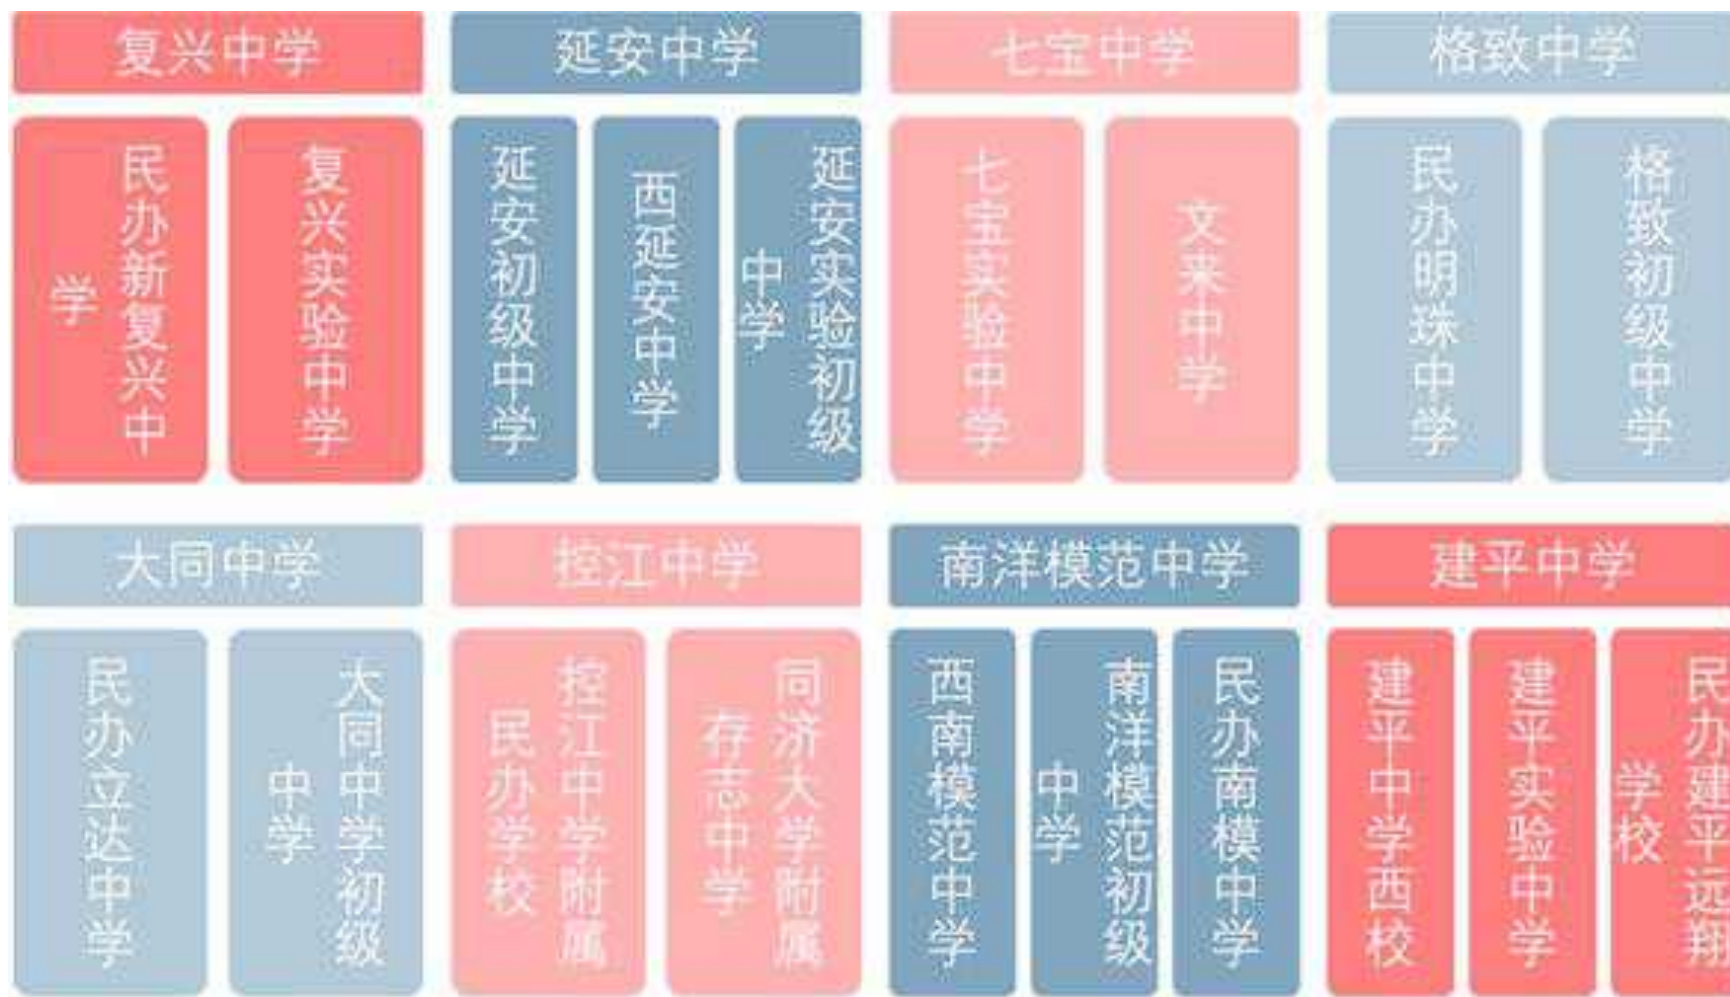 复兴中学
民办新复兴中
学
复兴实验中学
延安中学
延安初级中学
西延安中学
延安实验初级
中学
七宝中学
七宝实验中学
文来中学
格致中学
民办明珠中学
格致初级中学
大同中学
民办立达中学
大同中学初级
中学
控江中学
控江中学附属
民办学校
同济大学附属
存志中学
南洋模范中学
西南模范中学
南洋模范初级
中学
民办南模中学
建平中学
建平中学西校
建平实验中学
民办建平远翔
学校